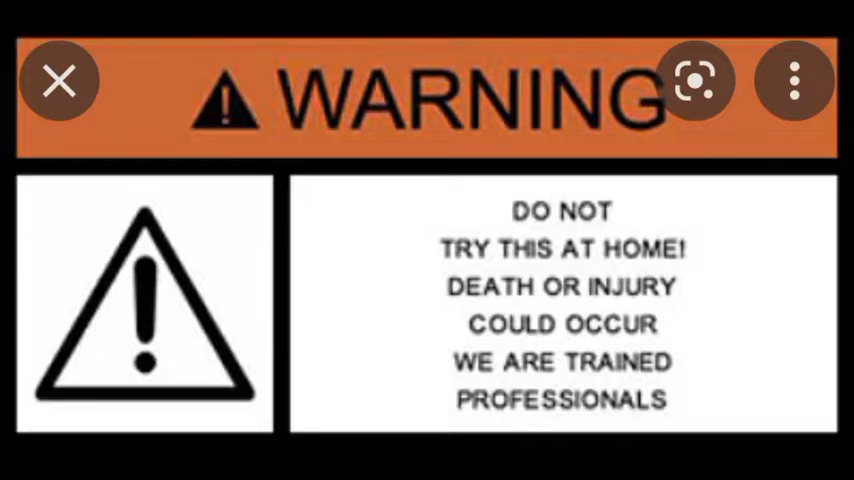 WARNING
DO NOT
TRY THIS AT HOME!
DEATH OR INJURY
COULD OCCUR
WE ARE TRAINED
PROFESSIONALS